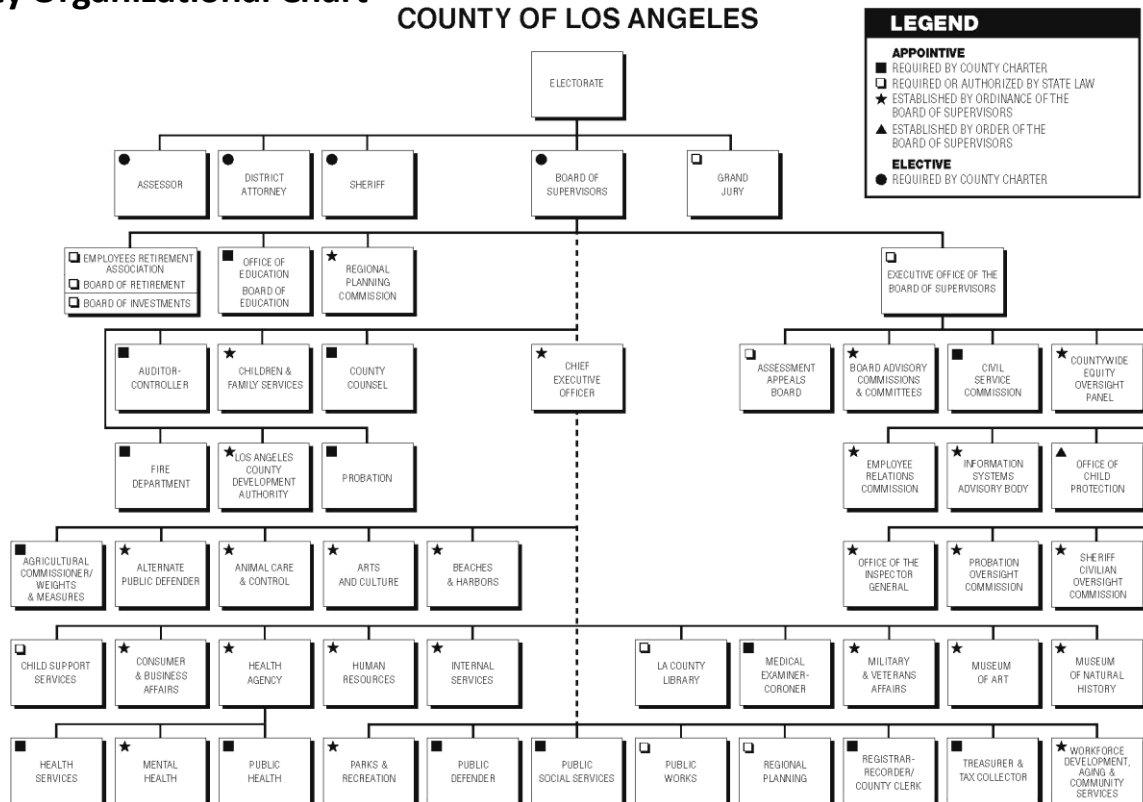 y Organizational Chart
COUNTY OF LOS ANGELES
LEGEND
APPOINTIVE
REQUIRED BY COUNTY CHARTER
REQUIRED OR AUTHORIZED BY STATE LAW
ESTABLISHED BY ORDINANCE OF THE
BOARD OF SUPERVISORS
ESTABLISHED BY ORDER OF THE
BOARD OF SUPERVISORS
ELECTIVE
REQUIRED BY COUNTY CHARTER
ELECTORATE
ASSESSOR
DISTRICT
ATTORNEY
SHERIFF
BOARD OF
SUPERVISORS
GRAND
JURY
EMPLOYEES RETIREMENT
ASSOCIATION
BOARD OF RETIREMENT
BOARD OF INVESTMENTS
OFFICE OF
EDUCATION
BOARD OF
EDUCATION
REGIONAL
PLANNING
COMMISSION
EXECUTIVE OFFICE OF THE
BOARD OF SUPERVISORS
AUDITOR-
CONTROLLER
CHILDREN &
FAMILY SERVICES
COUNTY
COUNSEL
CHIEF
EXECUTIVE
OFFICER
ASSESSMENT
APPEALS
BOARD
BOARD ADVISORY
COMMISSIONS
& COMMITTEES
CIVIL
SERVICE
COMMISSION
COUNTYWIDE
EQUITY
OVERSIGHT
PANEL
FIRE
DEPARTMENT
LOS ANGELES
COUNTY
DEVELOPMENT
AUTHORITY
PROBATION
EMPLOYEE
RELATIONS
COMMISSION
INFORMATION
SYSTEMS
ADVISORY BODY
OFFICE OF
CHILD
PROTECTION
AGRICULTURAL
COMMISSIONER/
WEIGHTS
& MEASURES
ALTERNATE
PUBLIC DEFENDER
ANIMAL CARE
& CONTROL
ARTS
AND CULTURE
BEACHES
& HARBORS
OFFICE OF THE
INSPECTOR
GENERAL
PROBATION
OVERSIGHT
COMMISSION
SHERIFF
CIVILIAN
OVERSIGHT
COMMISSION
CHILD SUPPORT
SERVICES
CONSUMER
& BUSINESS
AFFAIRS
HEALTH
AGENCY
HUMAN
RESOURCES
INTERNAL
SERVICES
LA COUNTY
LIBRARY
MEDICAL
EXAMINER-
CORONER
MILITARY
& VETERANS
AFFAIRS
MUSEUM
OF ART
MUSEUM
OF NATURAL
HISTORY
HEALTH
SERVICES
MENTAL
HEALTH
PUBLIC
HEALTH
PARKS &
RECREATION
PUBLIC
DEFENDER
PUBLIC
SOCIAL SERVICES
PUBLIC
WORKS
REGIONAL
PLANNING
REGISTRAR-
RECORDER/
COUNTY CLERK
TREASURER &
TAX COLLECTOR
WORKFORCE
DEVELOPMENT,
AGING &
COMMUNITY
SERVICES